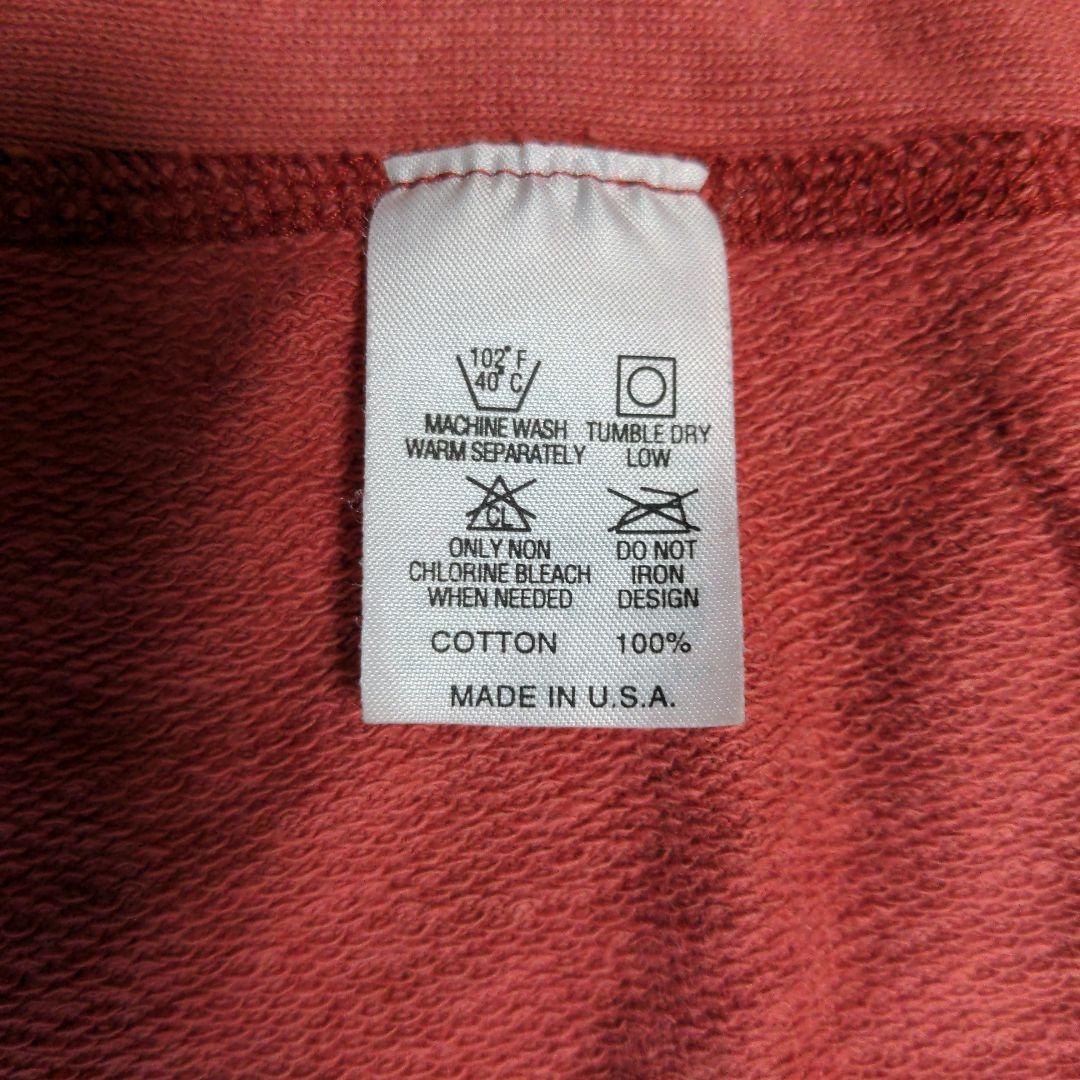 102° F
40° C
MACHINE WASH
WARM SEPARATELY
TUMBLE DRY
LOW
CL
ONLY NON
CHLORINE BLEACH
WHEN NEEDED
DO NOT
IRON
DESIGN
COTTON 100%
MADE IN U.S.A.